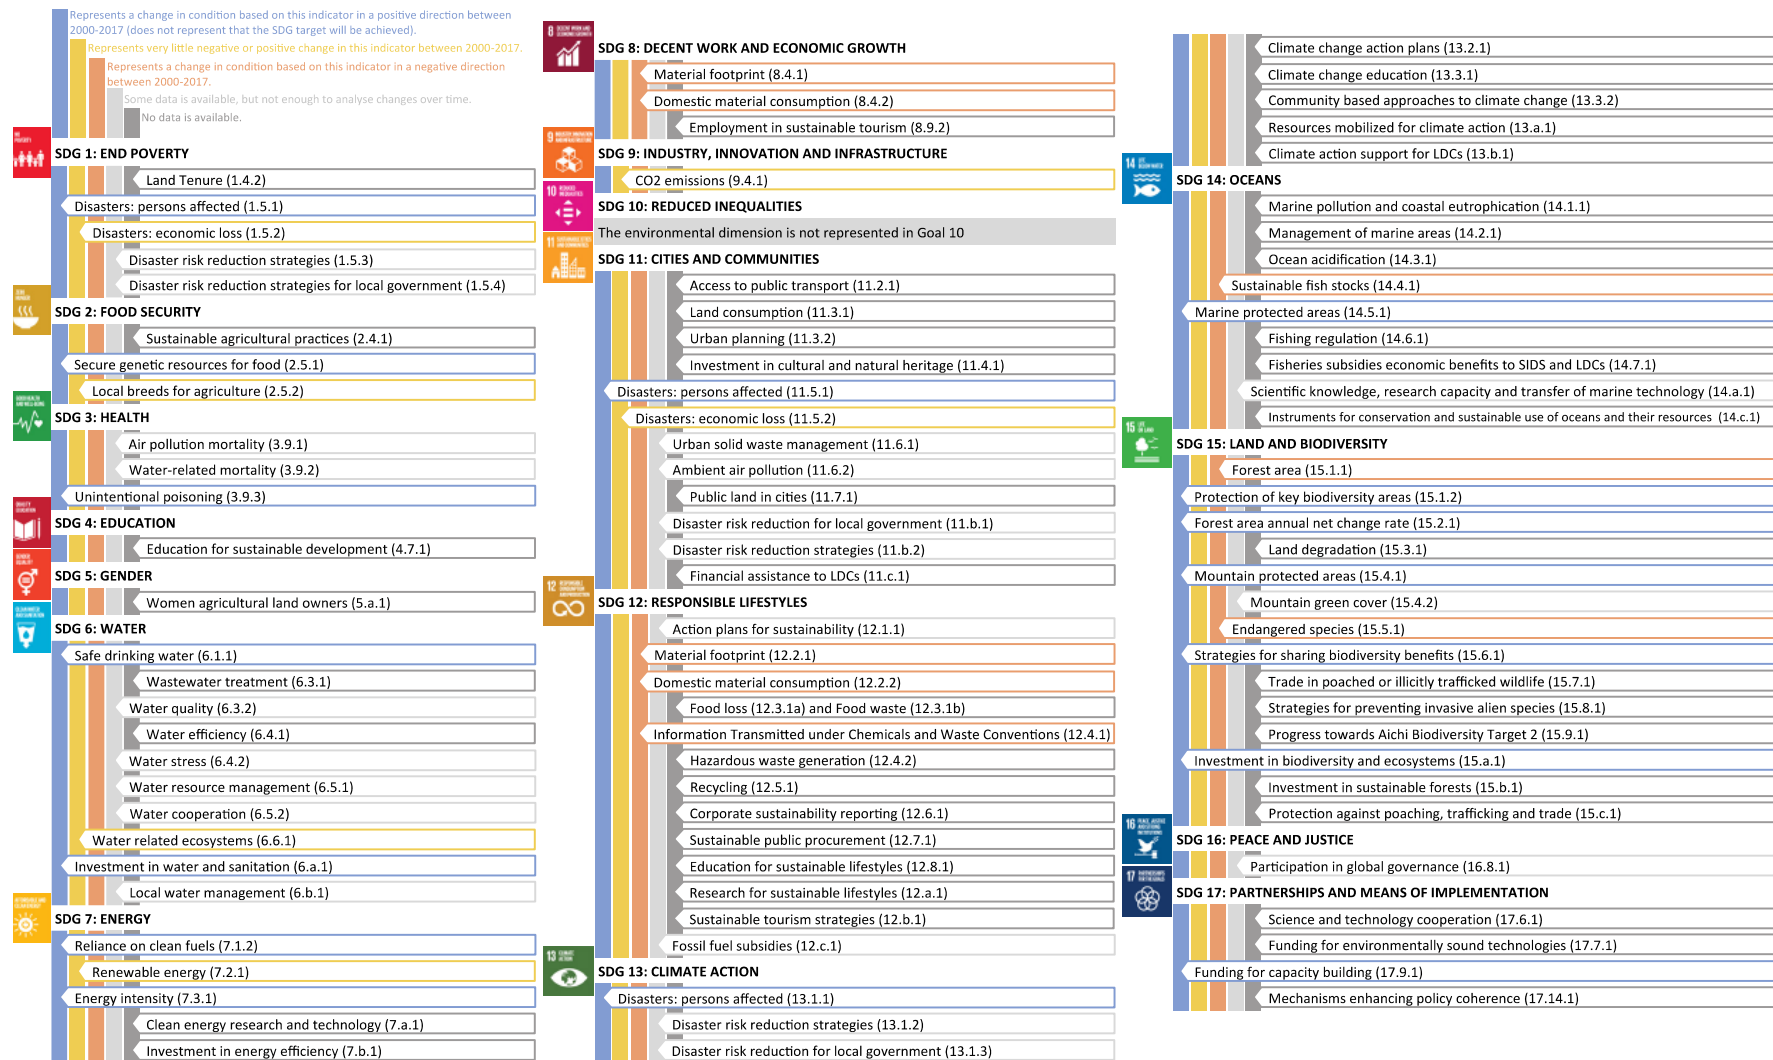 Represents a change in condition based on this indicator in a positive direction between
2000-2017 (does not represent that the SDG target will be achieved).
Represents very little negative or positive change in this indicator between 2000-2017.
Represents a change in condition based on this indicator in a negative direction
between 2000-2017.
Some data is available, but not enough to analyse changes over time.
No data is available.
SDG 1: END POVERTY
Land Tenure (1.4.2)
Disasters: persons affected (1.5.1)
Disasters: economic loss (1.5.2)
Disaster risk reduction strategies (1.5.3)
Disaster risk reduction strategies for local government (1.5.4)
SDG 2: FOOD SECURITY
Sustainable agricultural practices (2.4.1)
Secure genetic resources for food (2.5.1)
Local breeds for agriculture (2.5.2)
SDG 3: HEALTH
Air pollution mortality (3.9.1)
Water-related mortality (3.9.2)
Unintentional poisoning (3.9.3)
SDG 4: EDUCATION
Education for sustainable development (4.7.1)
SDG 5: GENDER
Women agricultural land owners (5.a.1)
SDG 6: WATER
Safe drinking water (6.1.1)
Wastewater treatment (6.3.1)
Water quality (6.3.2)
Water efficiency (6.4.1)
Water stress (6.4.2)
Water resource management (6.5.1)
Water cooperation (6.5.2)
Water related ecosystems (6.6.1)
Investment in water and sanitation (6.a.1)
Local water management (6.b.1)
SDG 7: ENERGY
Reliance on clean fuels (7.1.2)
Renewable energy (7.2.1)
Energy intensity (7.3.1)
Clean energy research and technology (7.a.1)
Investment in energy efficiency (7.b.1)
8
SDG 8: DECENT WORK AND ECONOMIC GROWTH
Material footprint (8.4.1)
Domestic material consumption (8.4.2)
Employment in sustainable tourism (8.9.2)
9
SDG 9: INDUSTRY, INNOVATION AND INFRASTRUCTURE
CO2 emissions (9.4.1)
10
SDG 10: REDUCED INEQUALITIES
The environmental dimension is not represented in Goal 10
11
SDG 11: CITIES AND COMMUNITIES
Access to public transport (11.2.1)
Land consumption (11.3.1)
Urban planning (11.3.2)
Investment in cultural and natural heritage (11.4.1)
Disasters: persons affected (11.5.1)
Disasters: economic loss (11.5.2)
Urban solid waste management (11.6.1)
Ambient air pollution (11.6.2)
Public land in cities (11.7.1)
Disaster risk reduction for local government (11.b.1)
Disaster risk reduction strategies (11.b.2)
Financial assistance to LDCs (11.c.1)
12
SDG 12: RESPONSIBLE LIFESTYLES
Action plans for sustainability (12.1.1)
Material footprint (12.2.1)
Domestic material consumption (12.2.2)
Food loss (12.3.1a) and Food waste (12.3.1b)
Information Transmitted under Chemicals and Waste Conventions (12.4.1)
Hazardous waste generation (12.4.2)
Recycling (12.5.1)
Corporate sustainability reporting (12.6.1)
Sustainable public procurement (12.7.1)
Education for sustainable lifestyles (12.8.1)
Research for sustainable lifestyles (12.a.1)
Sustainable tourism strategies (12.b.1)
Fossil fuel subsidies (12.c.1)
13 CLIMATE ACTION
SDG 13: CLIMATE ACTION
Disasters: persons affected (13.1.1)
Disaster risk reduction strategies (13.1.2)
Disaster risk reduction for local government (13.1.3)
Climate change action plans (13.2.1)
Climate change education (13.3.1)
Community based approaches to climate change (13.3.2)
Resources mobilized for climate action (13.a.1)
Climate action support for LDCs (13.b.1)
14 LIFE BELOW WATER
SDG 14: OCEANS
Marine pollution and coastal eutrophication (14.1.1)
Management of marine areas (14.2.1)
Ocean acidification (14.3.1)
Sustainable fish stocks (14.4.1)
Marine protected areas (14.5.1)
Fishing regulation (14.6.1)
Fisheries subsidies economic benefits to SIDS and LDCs (14.7.1)
Scientific knowledge, research capacity and transfer of marine technology (14.a.1)
Instruments for conservation and sustainable use of oceans and their resources (14.c.1)
15 LIFE ON LAND
SDG 15: LAND AND BIODIVERSITY
Forest area (15.1.1)
Protection of key biodiversity areas (15.1.2)
Forest area annual net change rate (15.2.1)
Land degradation (15.3.1)
Mountain protected areas (15.4.1)
Mountain green cover (15.4.2)
Endangered species (15.5.1)
Strategies for sharing biodiversity benefits (15.6.1)
Trade in poached or illicitly trafficked wildlife (15.7.1)
Strategies for preventing invasive alien species (15.8.1)
Progress towards Aichi Biodiversity Target 2 (15.9.1)
Investment in biodiversity and ecosystems (15.a.1)
Investment in sustainable forests (15.b.1)
Protection against poaching, trafficking and trade (15.c.1)
16
SDG 16: PEACE AND JUSTICE
Participation in global governance (16.8.1)
17
SDG 17: PARTNERSHIPS AND MEANS OF IMPLEMENTATION
Science and technology cooperation (17.6.1)
Funding for environmentally sound technologies (17.7.1)
Funding for capacity building (17.9.1)
Mechanisms enhancing policy coherence (17.14.1)